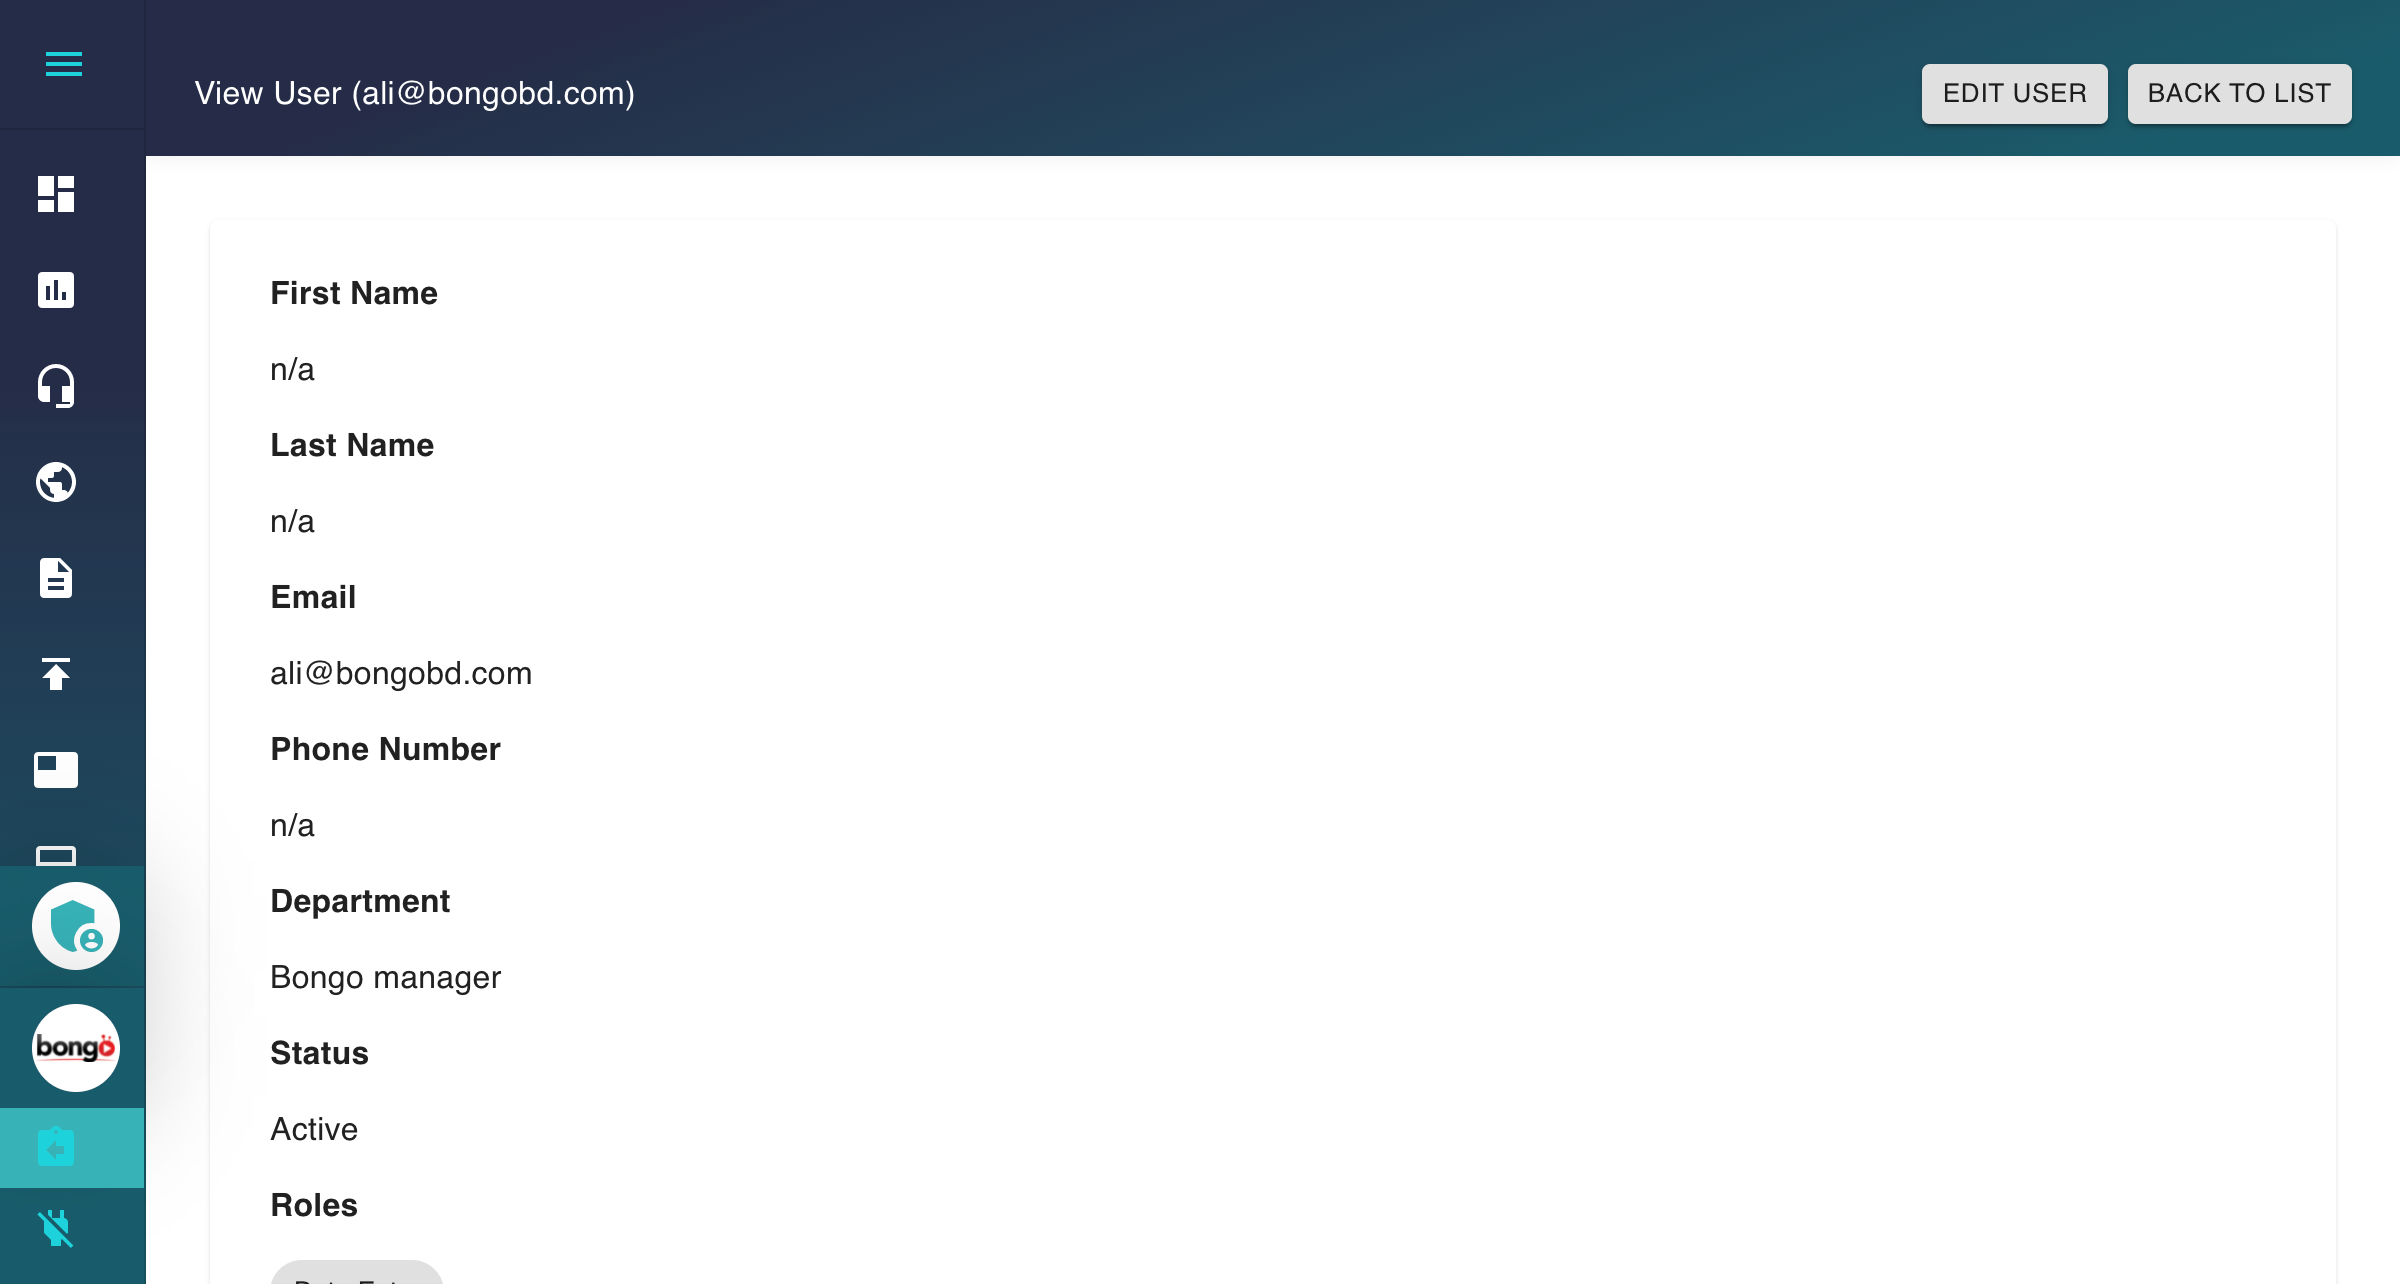 View User (ali@bongobd.com)
EDIT USER
BACK TO LIST
First Name
n/a
Last Name
n/a
Email
ali@bongobd.com
Phone Number
n/a
Department
Bongo manager
Status
Active
Roles
bongo